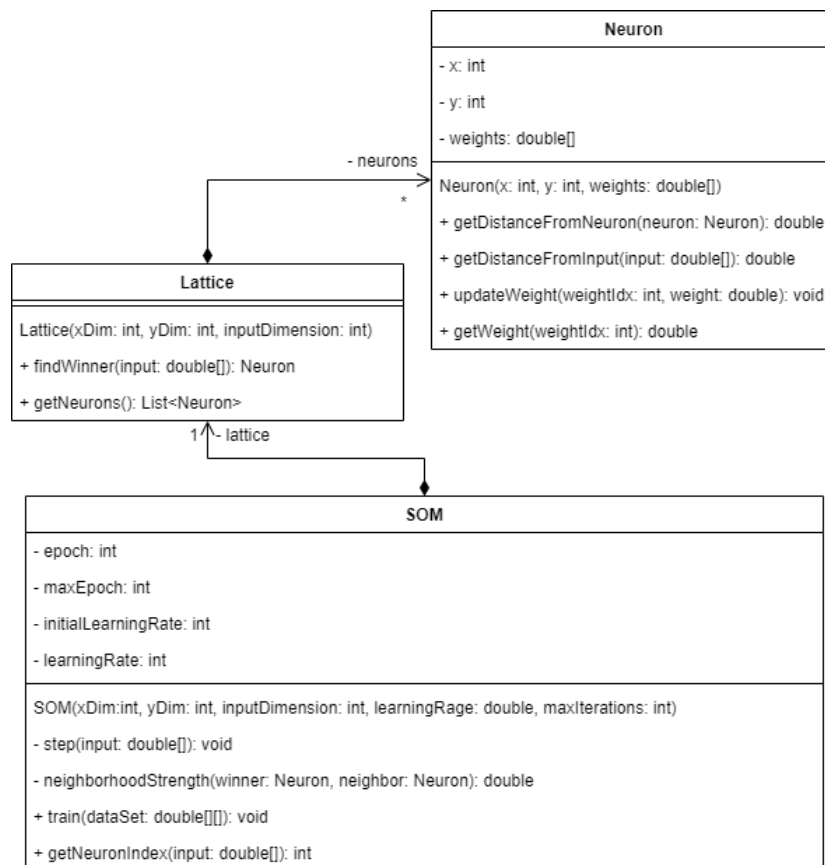 Neuron
- x: int
- y: int
- weights: double[]
Neuron(x: int, y: int, weights: double[])
+ getDistanceFromNeuron(neuron: Neuron): double
+ getDistanceFromInput(input: double[]): double
+ updateWeight(weightIdx: int, weight: double): void
+ getWeight(weightIdx: int): double
- neurons
*
Lattice
Lattice(xDim: int, yDim: int, inputDimension: int)
+ findWinner(input: double[]): Neuron
+ getNeurons(): List<Neuron>
1
- lattice
SOM
- epoch: int
- maxEpoch: int
- initialLearningRate: int
- learningRate: int
SOM(xDim:int, yDim: int, inputDimension: int, learningRage: double, maxIterations: int)
- step(input: double[]): void
- neighborhoodStrength(winner: Neuron, neighbor: Neuron): double
+ train(dataSet: double[][]): void
+ getNeuronIndex(input: double[]): int